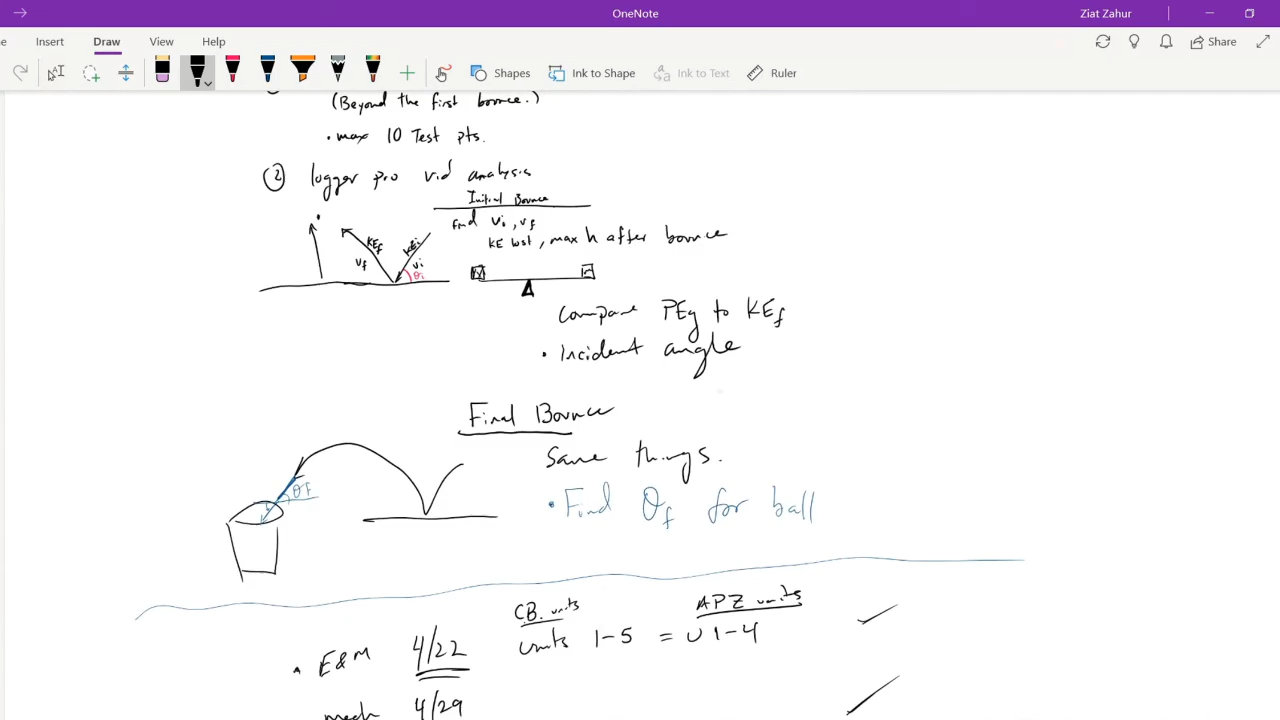 OneNote
Ziat Zahur
Insert Draw View Help Share
Shapes Ink to Shape Ink to Text Ruler
(Beyond the first bounce.)
• max 10 Test pts.
② logger pro vid analysis
Initial Bounce
find vi, vf
KE lost, max h after bounce
KEf KEi
vf vi θi
Compare PEg to KEf
• Incident angle
Final Bounce
Same things.
θf
• Find θf for ball
CB. units APZ units
• E&M 4/22 units 1-5 = U 1-4
mech 4/29